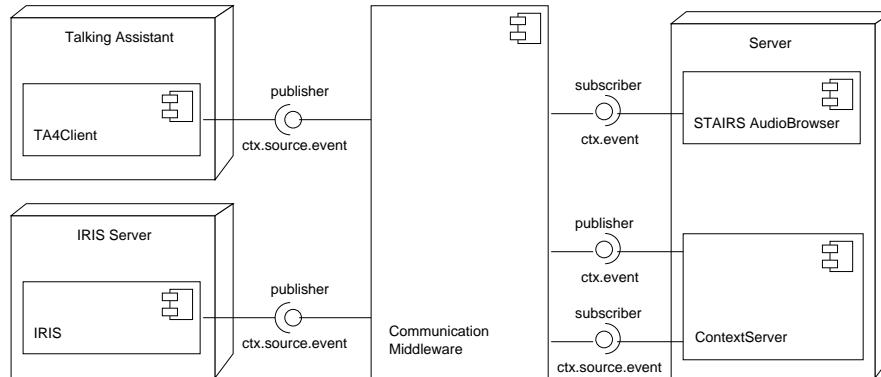 Talking Assistant
TA4Client
publisher
ctx.source.event
IRIS Server
IRIS
publisher
ctx.source.event
Communication
Middleware
subscriber
ctx.event
publisher
ctx.event
subscriber
ctx.source.event
Server
STAIRS AudioBrowser
ContextServer